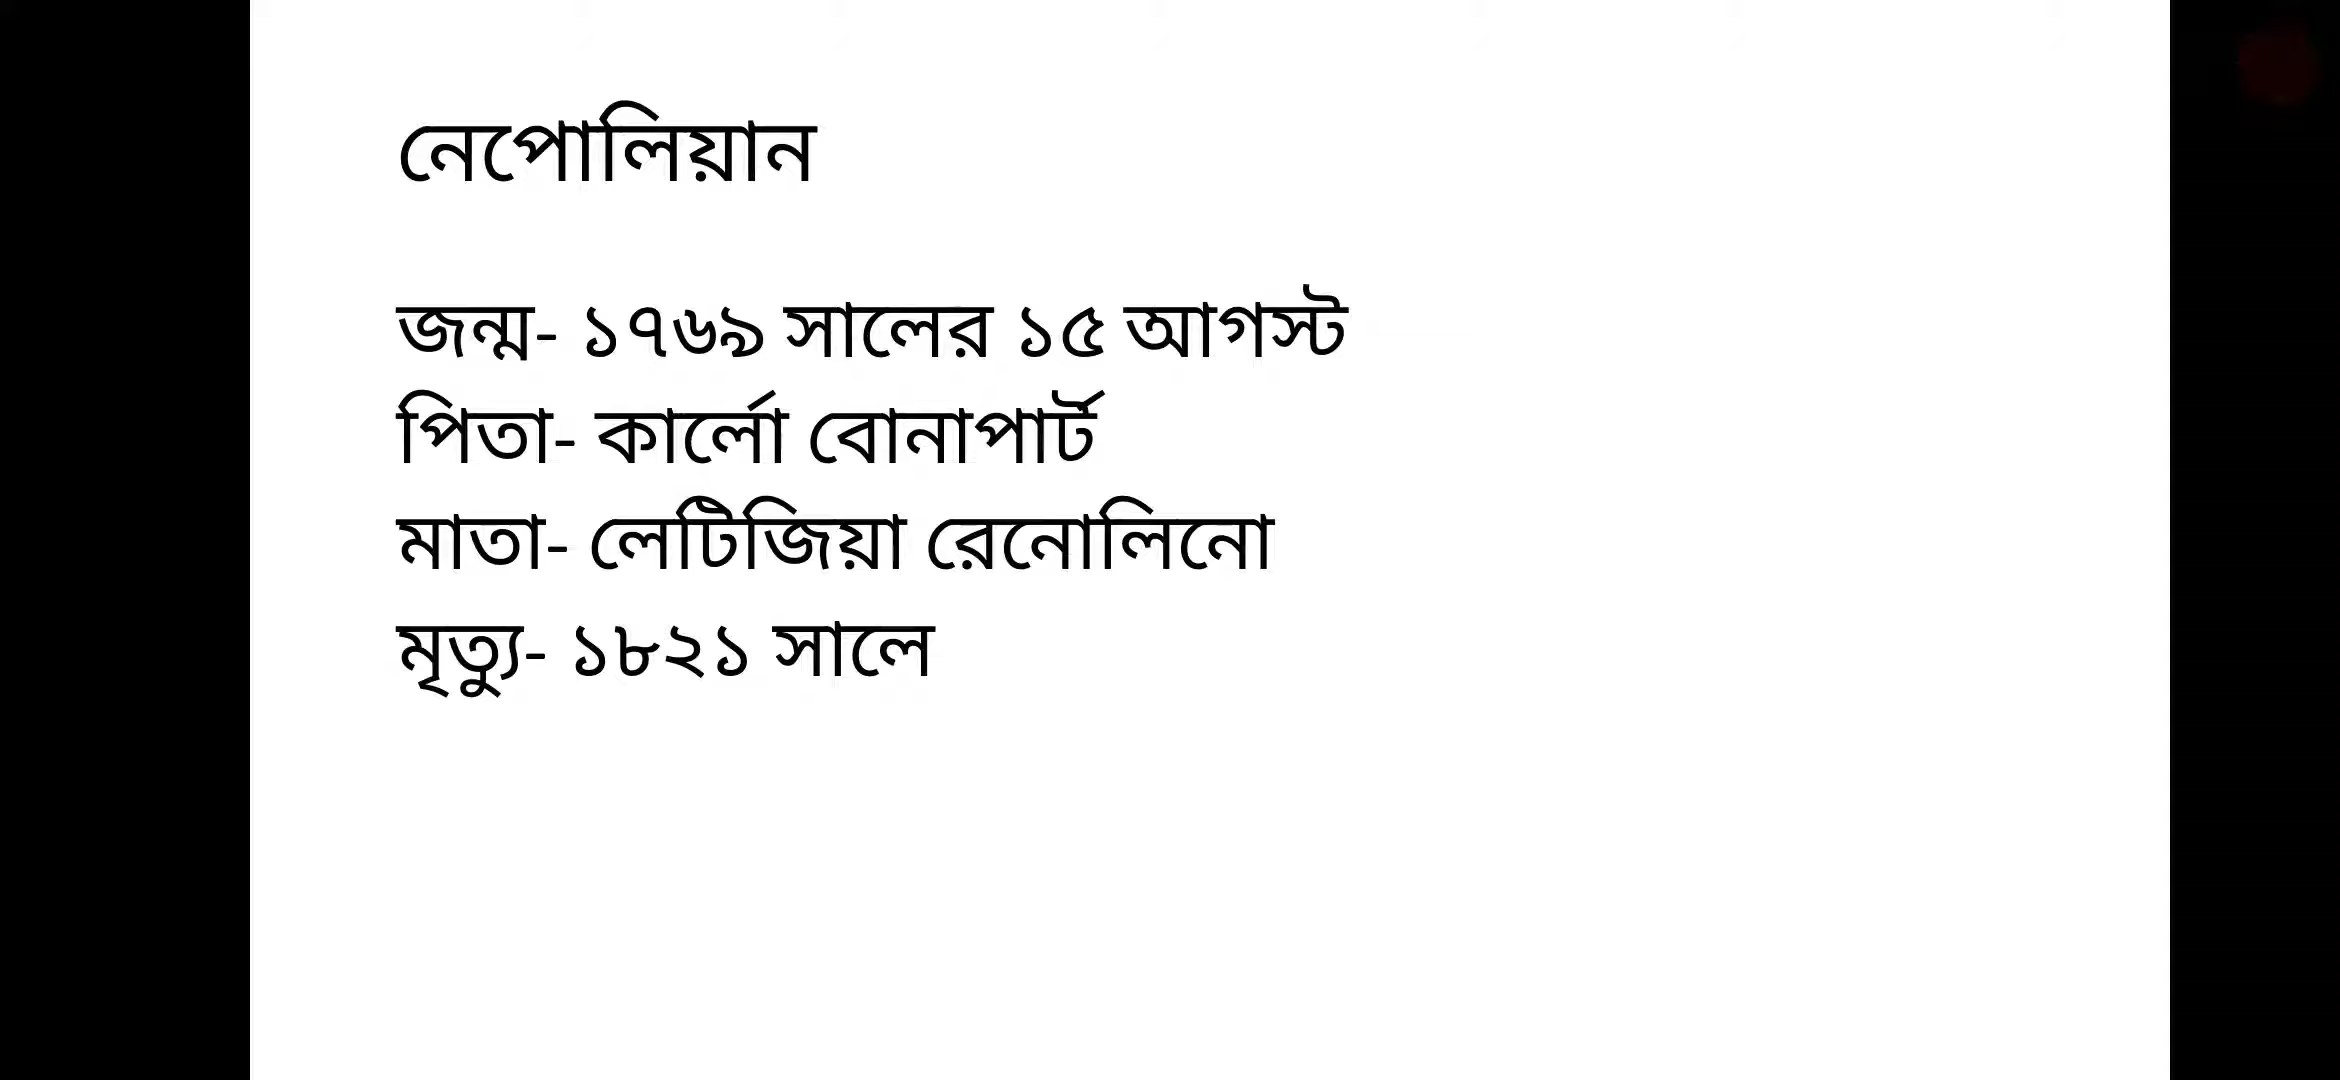 নেপোলিয়ান
জন্ম- ১৭৬৯ সালের ১৫ আগস্ট
পিতা- কার্লো বোনাপার্ট
মাতা- লেটিজিয়া রেনোলিনো
মৃত্যু- ১৮২১ সালে